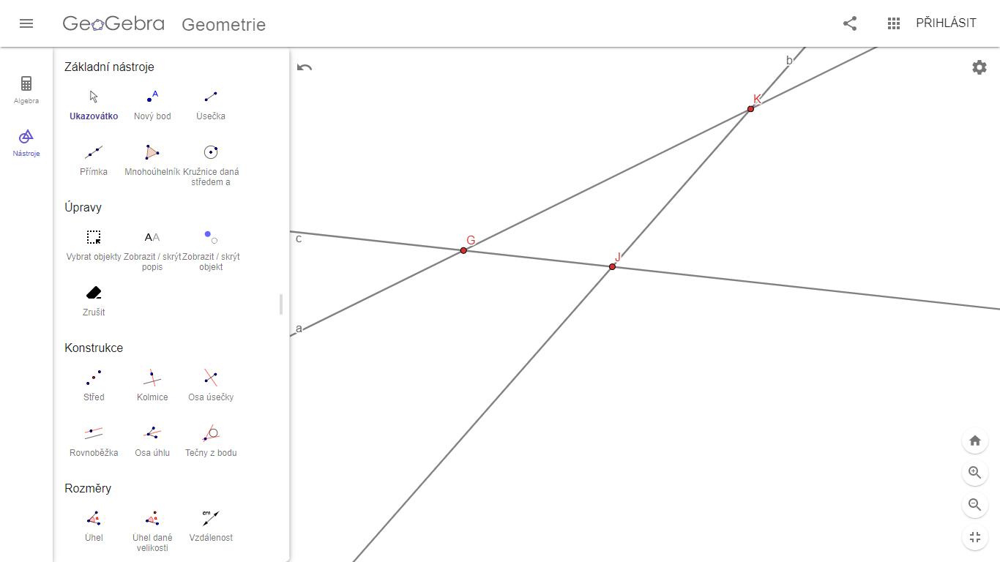 GeoGebra Geometrie
PŘIHLÁSIT
Algebra
Nástroje
Základní nástroje
Ukazovátko Nový bod Úsečka
Přímka Mnohoúhelník Kružnice daná
středem a
Úpravy
Vybrat objekty Zobrazit / skrýt Zobrazit / skrýt
popis objekt
Zrušit
Konstrukce
Střed Kolmice Osa úsečky
Rovnoběžka Osa úhlu Tečny z bodu
Rozměry
Úhel Úhel dané Vzdálenost
velikosti
b
K
c
G
J
a
A
AA
cm